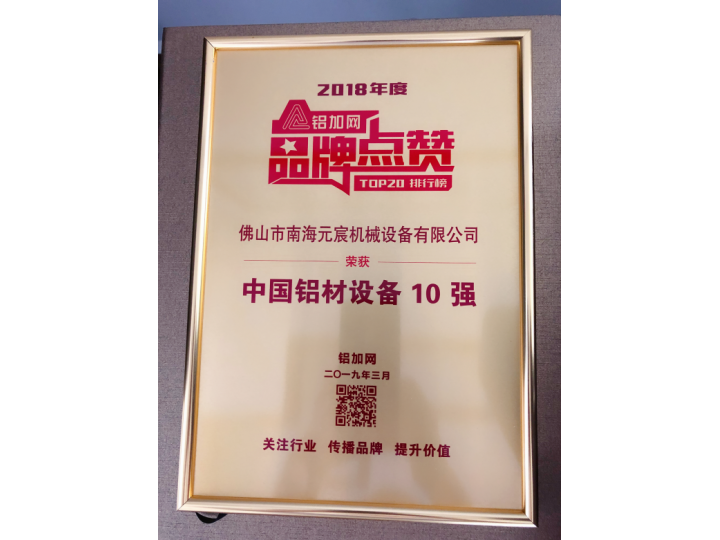 2018年度
铝加网
品牌点赞
TOP20 排行榜
佛山市南海元宸机械设备有限公司
荣获
中国铝材设备 10 强
铝加网
二〇一九年三月
关注行业 传播品牌 提升价值